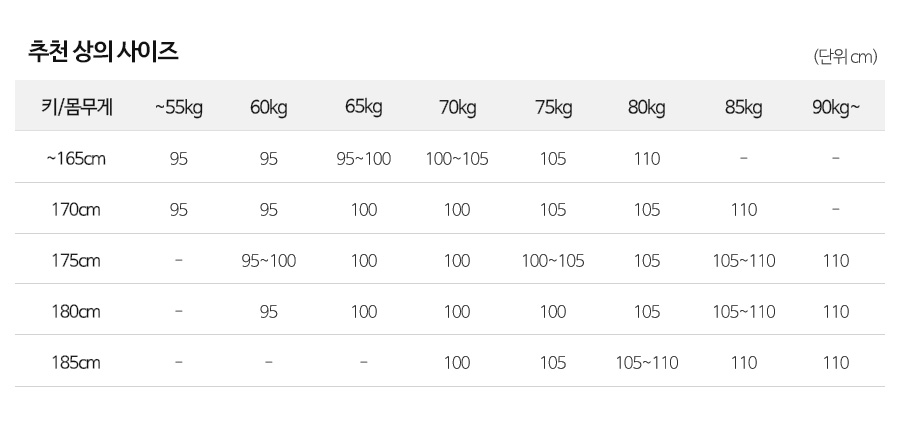 추천 상의 사이즈
(단위 cm)
키/몸무게 ~55kg 60kg 65kg 70kg 75kg 80kg 85kg 90kg~
~165cm 95 95 95~100 100~105 105 110 – –
170cm 95 95 100 100 105 105 110 –
175cm – 95~100 100 100 100~105 105 105~110 110
180cm – 95 100 100 100 105 105~110 110
185cm – – – 100 105 105~110 110 110